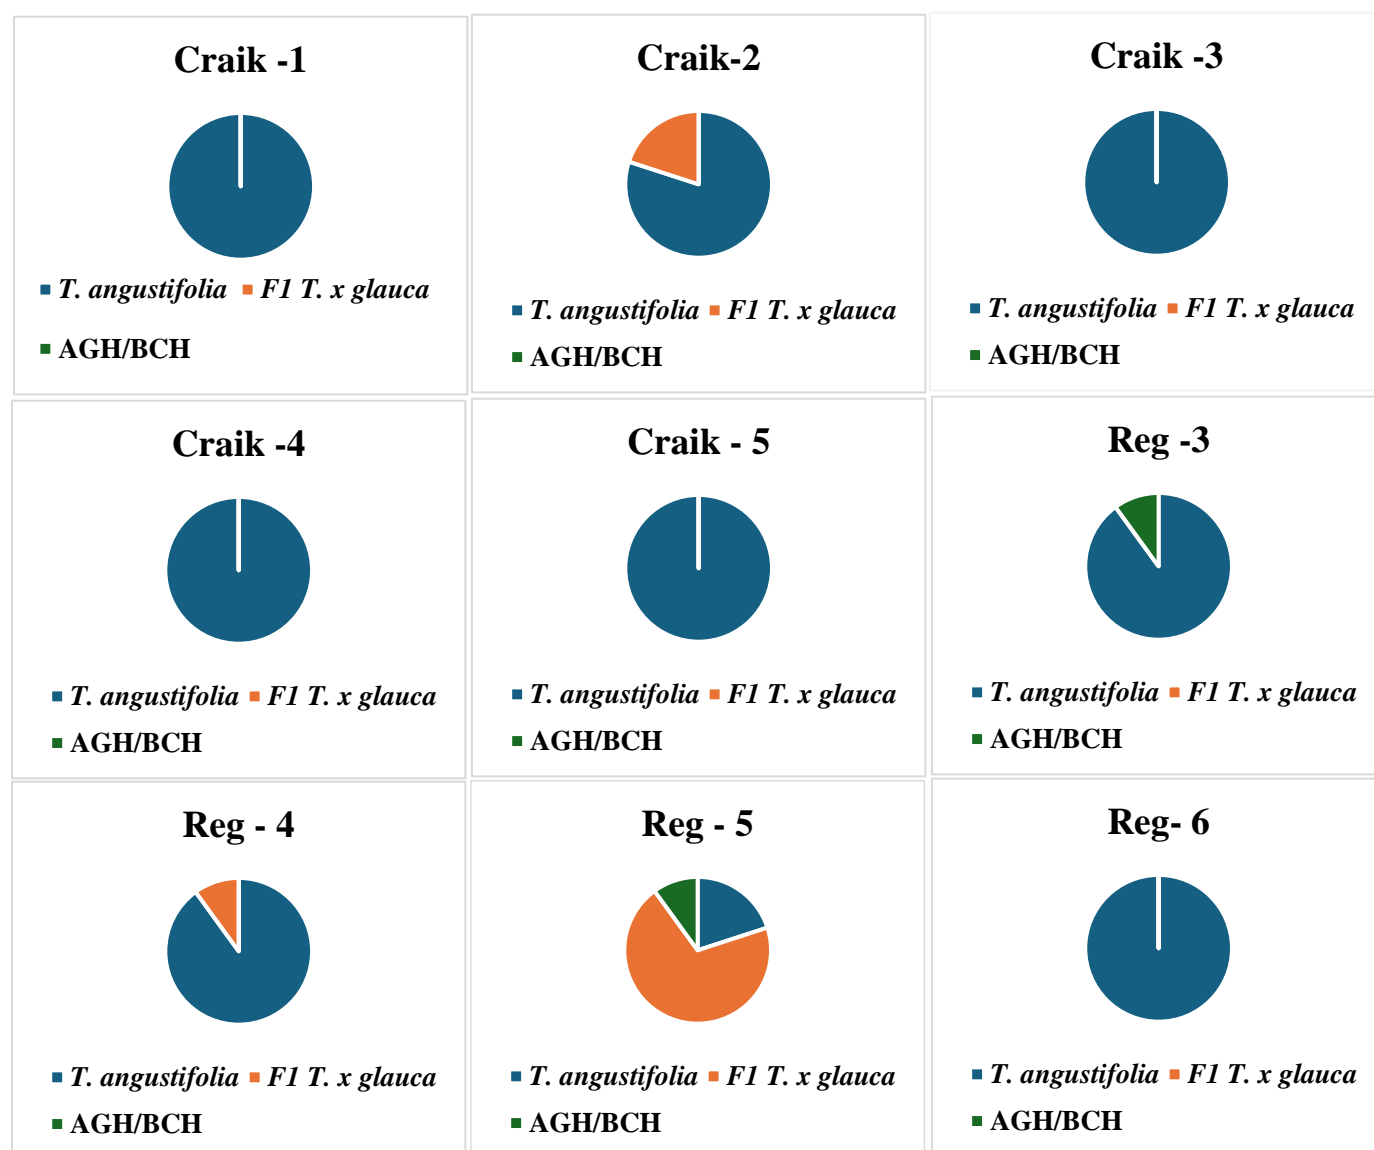 Craik -1
T. angustifolia F1 T. x glauca
AGH/BCH
Craik-2
T. angustifolia F1 T. x glauca
AGH/BCH
Craik -3
T. angustifolia F1 T. x glauca
AGH/BCH
Craik -4
T. angustifolia F1 T. x glauca
AGH/BCH
Craik - 5
T. angustifolia F1 T. x glauca
AGH/BCH
Reg -3
T. angustifolia F1 T. x glauca
AGH/BCH
Reg - 4
T. angustifolia F1 T. x glauca
AGH/BCH
Reg - 5
T. angustifolia F1 T. x glauca
AGH/BCH
Reg- 6
T. angustifolia F1 T. x glauca
AGH/BCH